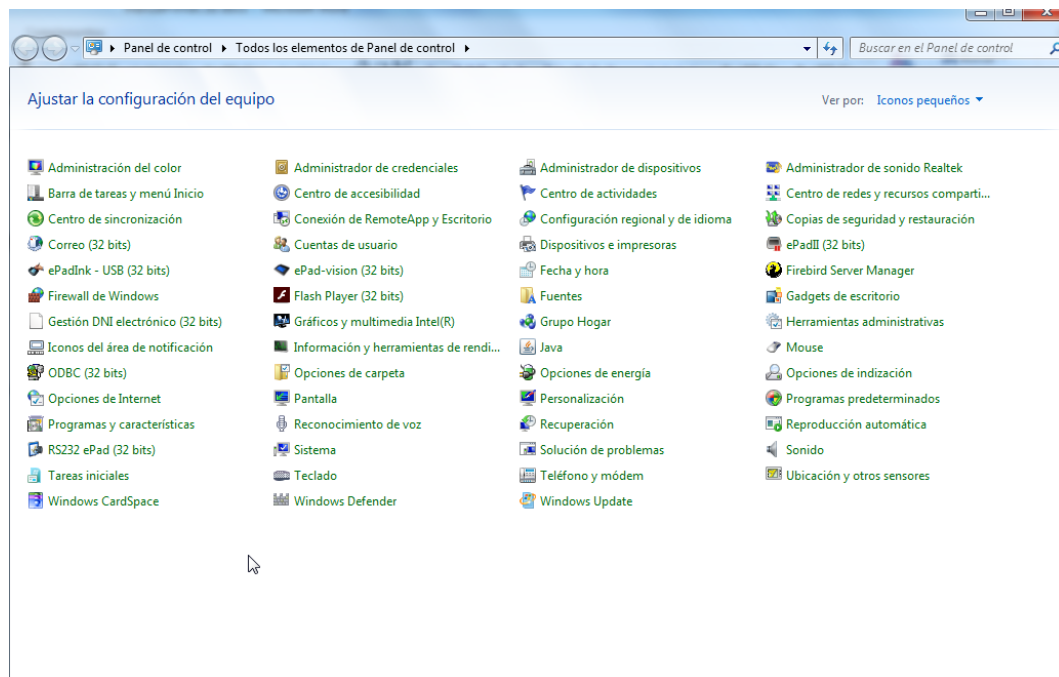 Panel de control Todos los elementos de Panel de control Buscar en el Panel de control
Ajustar la configuración del equipo Ver por: Iconos pequeños
Administración del color Administrador de credenciales Administrador de dispositivos Administrador de sonido Realtek
Barra de tareas y menú Inicio Centro de accesibilidad Centro de actividades Centro de redes y recursos comparti...
Centro de sincronización Conexión de RemoteApp y Escritorio Configuración regional y de idioma Copias de seguridad y restauración
Correo (32 bits) Cuentas de usuario Dispositivos e impresoras ePadII (32 bits)
ePadInk - USB (32 bits) ePad-vision (32 bits) Fecha y hora Firebird Server Manager
Firewall de Windows Flash Player (32 bits) Fuentes Gadgets de escritorio
Gestión DNI electrónico (32 bits) Gráficos y multimedia Intel(R) Grupo Hogar Herramientas administrativas
Iconos del área de notificación Información y herramientas de rendi... Java Mouse
ODBC (32 bits) Opciones de carpeta Opciones de energía Opciones de indización
Opciones de Internet Pantalla Personalización Programas predeterminados
Programas y características Reconocimiento de voz Recuperación Reproducción automática
RS232 ePad (32 bits) Sistema Solución de problemas Sonido
Tareas iniciales Teclado Teléfono y módem Ubicación y otros sensores
Windows CardSpace Windows Defender Windows Update